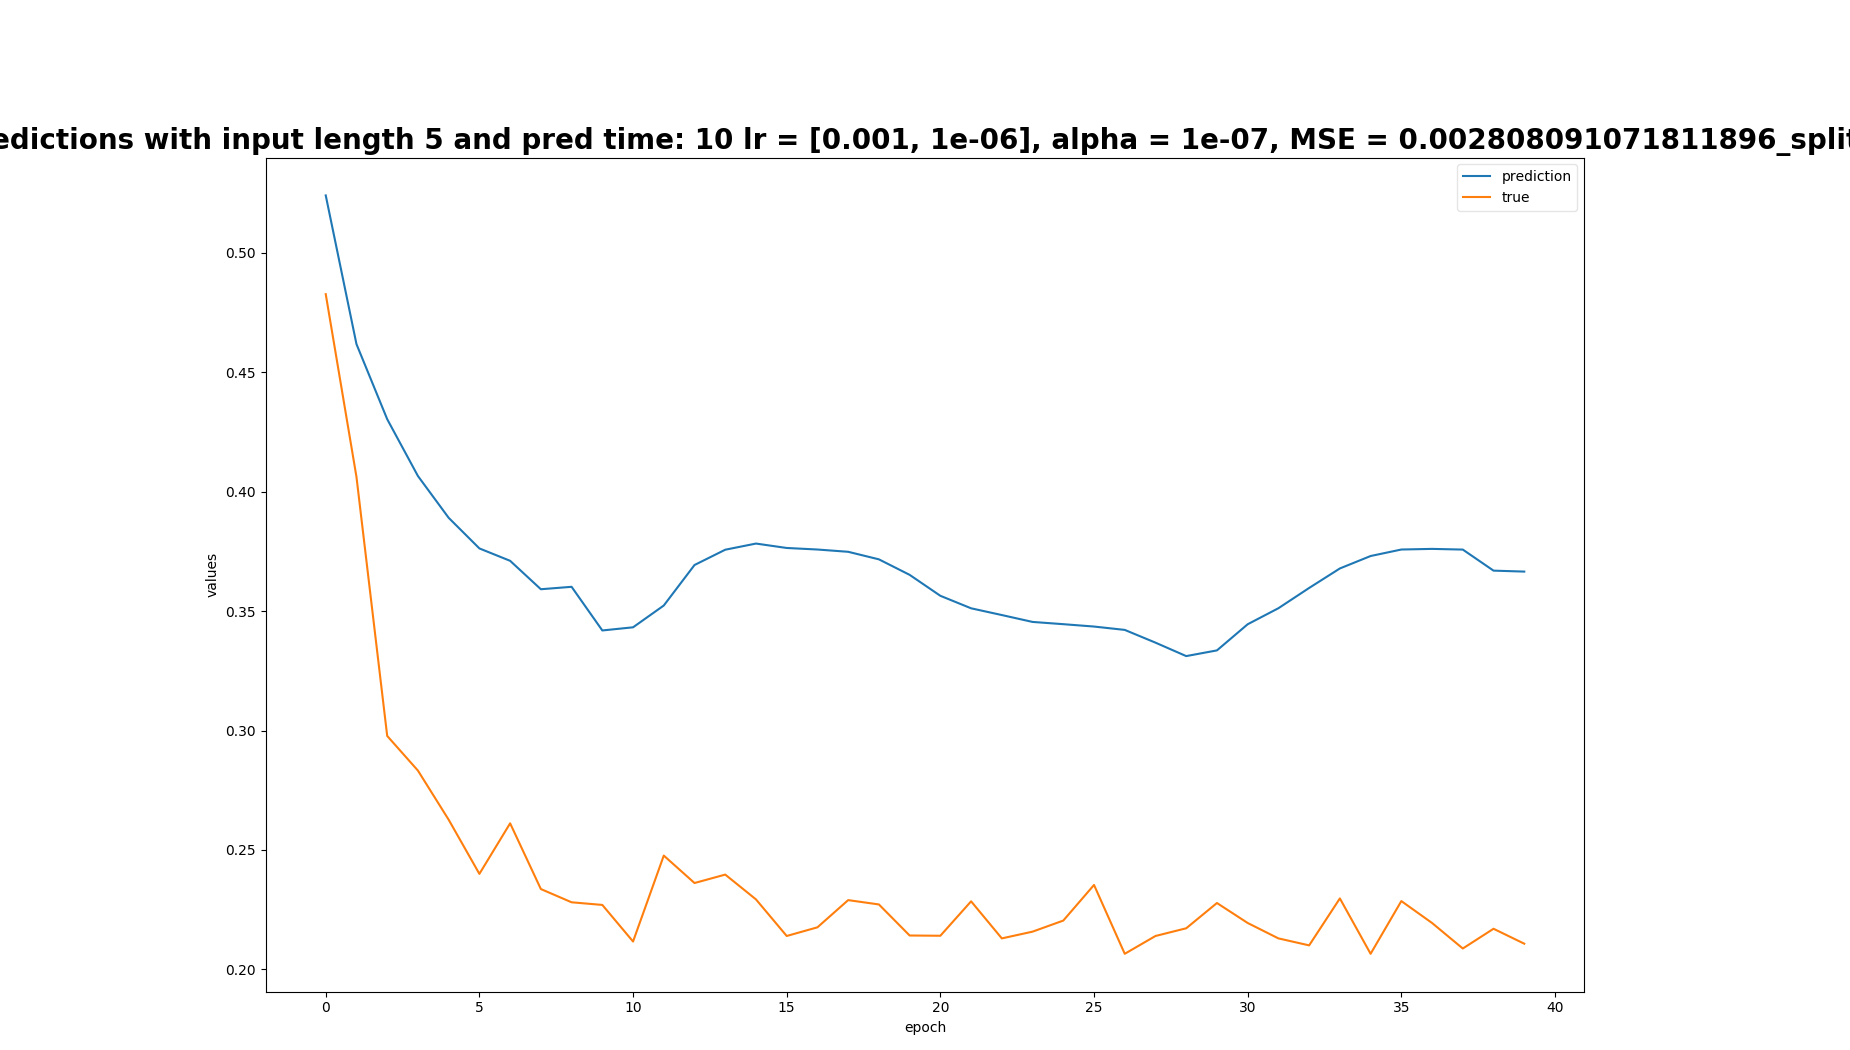 edictions with input length 5 and pred time: 10 lr = [0.001, 1e-06], alpha = 1e-07, MSE = 0.002808091071811896_split
prediction
true
0.50
0.45
0.40
0.35
0.30
0.25
0.20
values
0 5 10 15 20 25 30 35 40
epoch